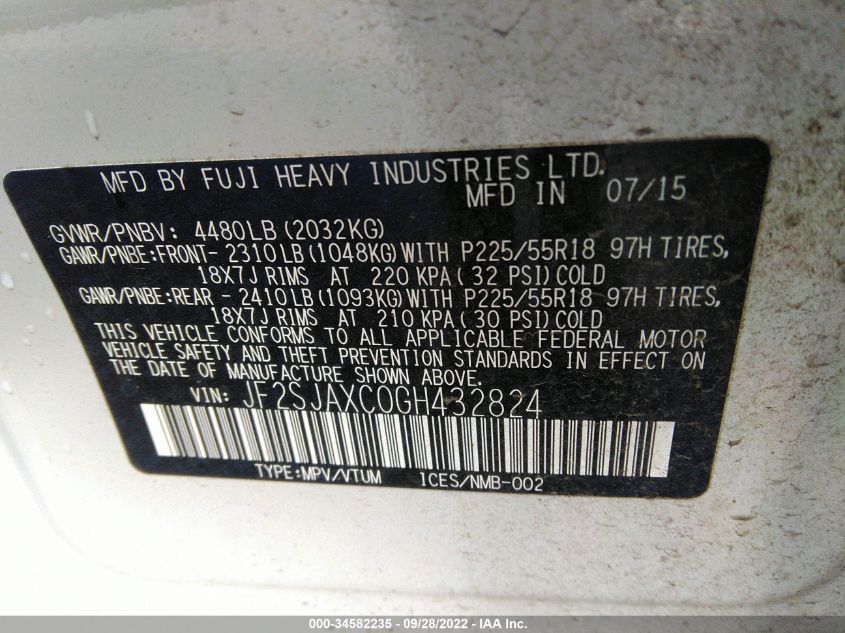 MFD BY FUJI HEAVY INDUSTRIES LTD.
MFD IN 07/15
GVWR/PNBV: 4480LB (2032KG)
GAWR/PNBE:FRONT- 2310LB (1048KG) WITH P225/55R18 97H TIRES,
18X7J RIMS AT 220 KPA ( 32 PSI) COLD
GAWR/PNBE:REAR - 2410LB (1093KG) WITH P225/55R18 97H TIRES,
18X7J RIMS AT 210 KPA ( 30 PSI) COLD
THIS VEHICLE CONFORMS TO ALL APPLICABLE FEDERAL MOTOR
VEHICLE SAFETY AND THEFT PREVENTION STANDARDS IN EFFECT ON
THE DATE OF MANUFACTURE SHOWN ABOVE.
VIN: JF2SJAXC0GH432824
TYPE:MPV/VTUM ICES/NMB-002
000-34582235 - 09/28/2022 - IAA Inc.